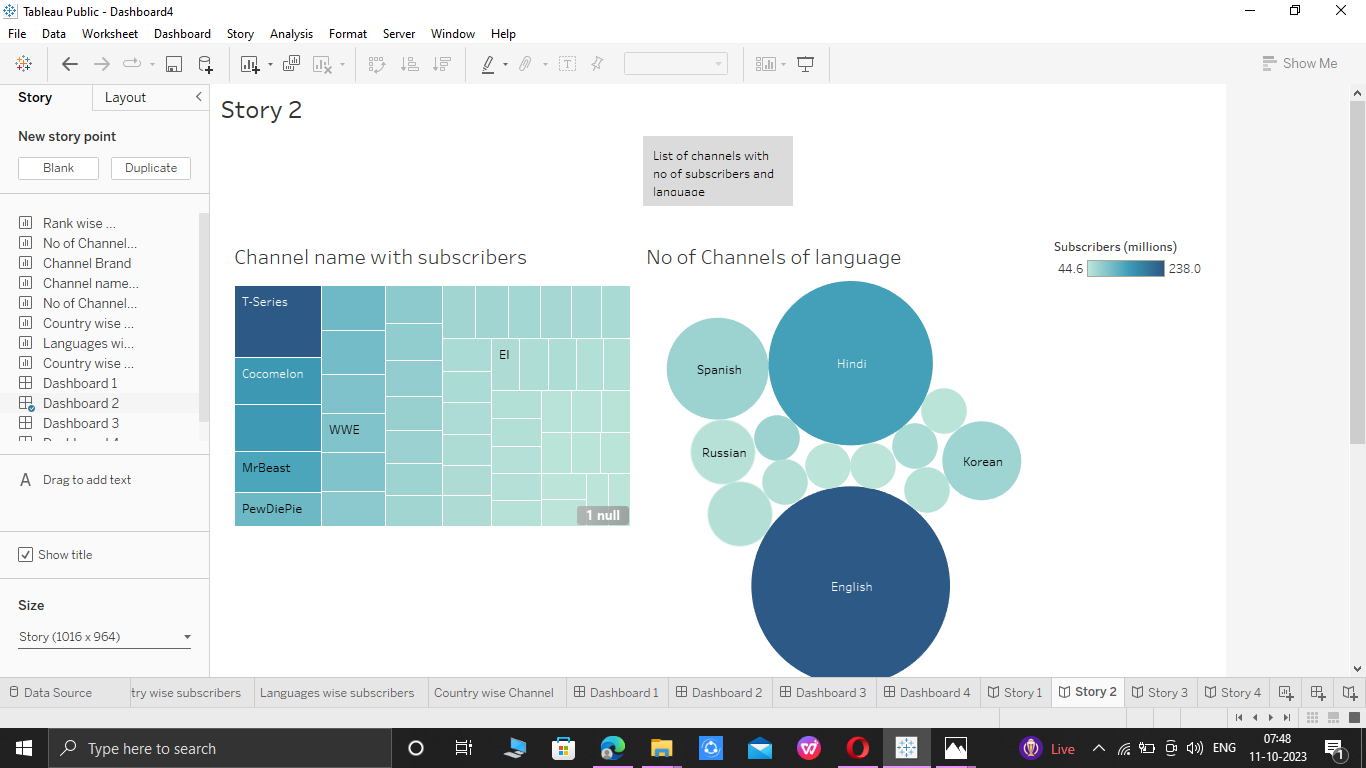 Tableau Public - Dashboard4
File Data Worksheet Dashboard Story Analysis Format Server Window Help
Show Me
Story Layout
New story point
Blank Duplicate
Rank wise ...
No of Channel...
Channel Brand
Channel name...
No of Channel...
Country wise ...
Languages wi...
Country wise ...
Dashboard 1
Dashboard 2
Dashboard 3
A Drag to add text
Show title
Size
Story (1016 x 964)
Story 2
List of channels with
no of subscribers and
language
Channel name with subscribers
T-Series
Cocomelon
MrBeast
PewDiePie
WWE
El
1 null
No of Channels of language
Spanish
Hindi
Russian
Korean
English
Subscribers (millions)
44.6 238.0
Data Source try wise subscribers Languages wise subscribers Country wise Channel Dashboard 1 Dashboard 2 Dashboard 3 Dashboard 4 Story 1 Story 2 Story 3 Story 4
Type here to search
Live
ENG
07:48
11-10-2023
1